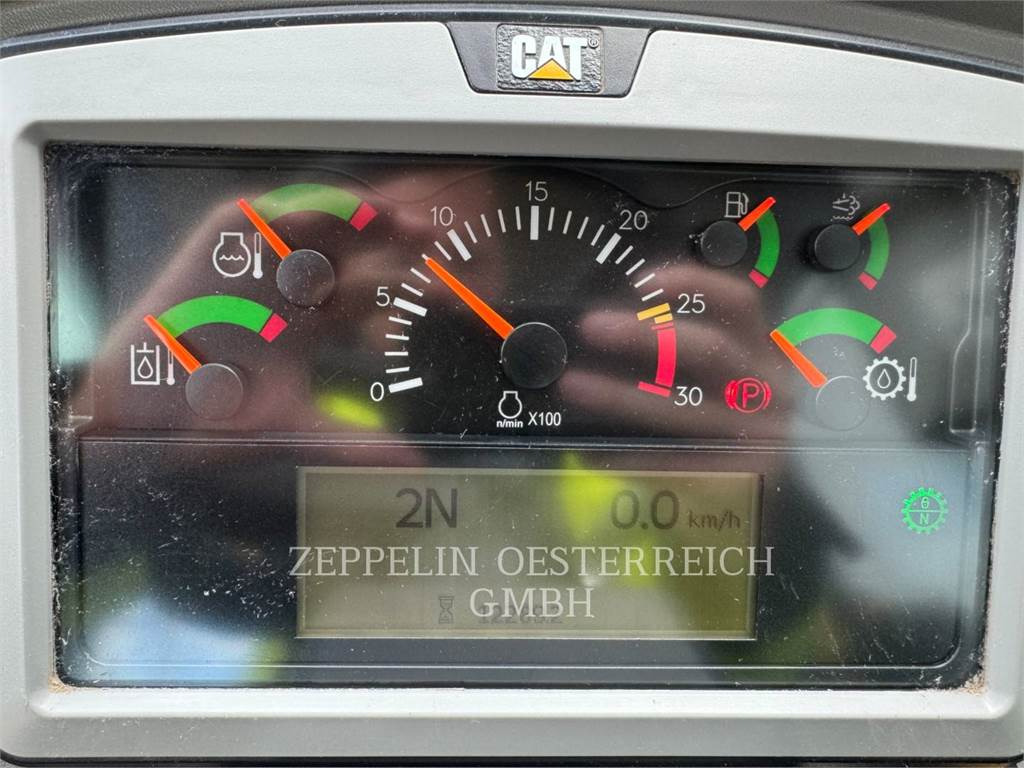 CAT®
15
10
20
5
25
0
30
n/min X100
P
2N 0.0 km/h
N
ZEPPELIN OESTERREICH
GMBH